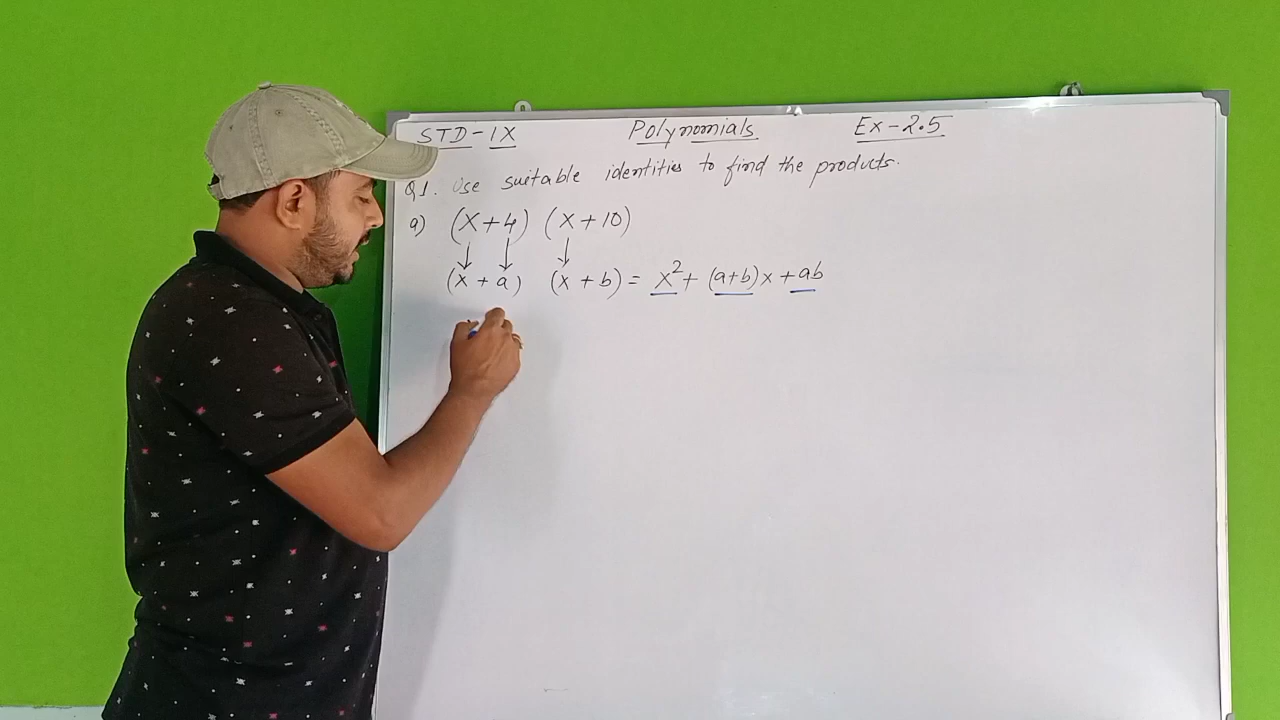 STD-IX Polynomials Ex-2.5
Q1. Use suitable identities to find the products.
a) (x+4) (x+10)
(x + a) (x + b) = x² + (a+b)x + ab